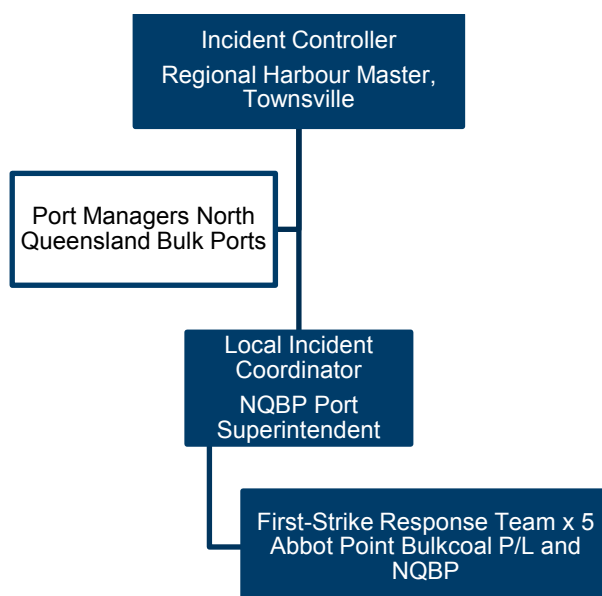 Incident Controller
Regional Harbour Master,
Townsville
Port Managers North
Queensland Bulk Ports
Local Incident
Coordinator
NQBP Port
Superintendent
First-Strike Response Team x 5
Abbot Point Bulkcoal P/L and
NQBP